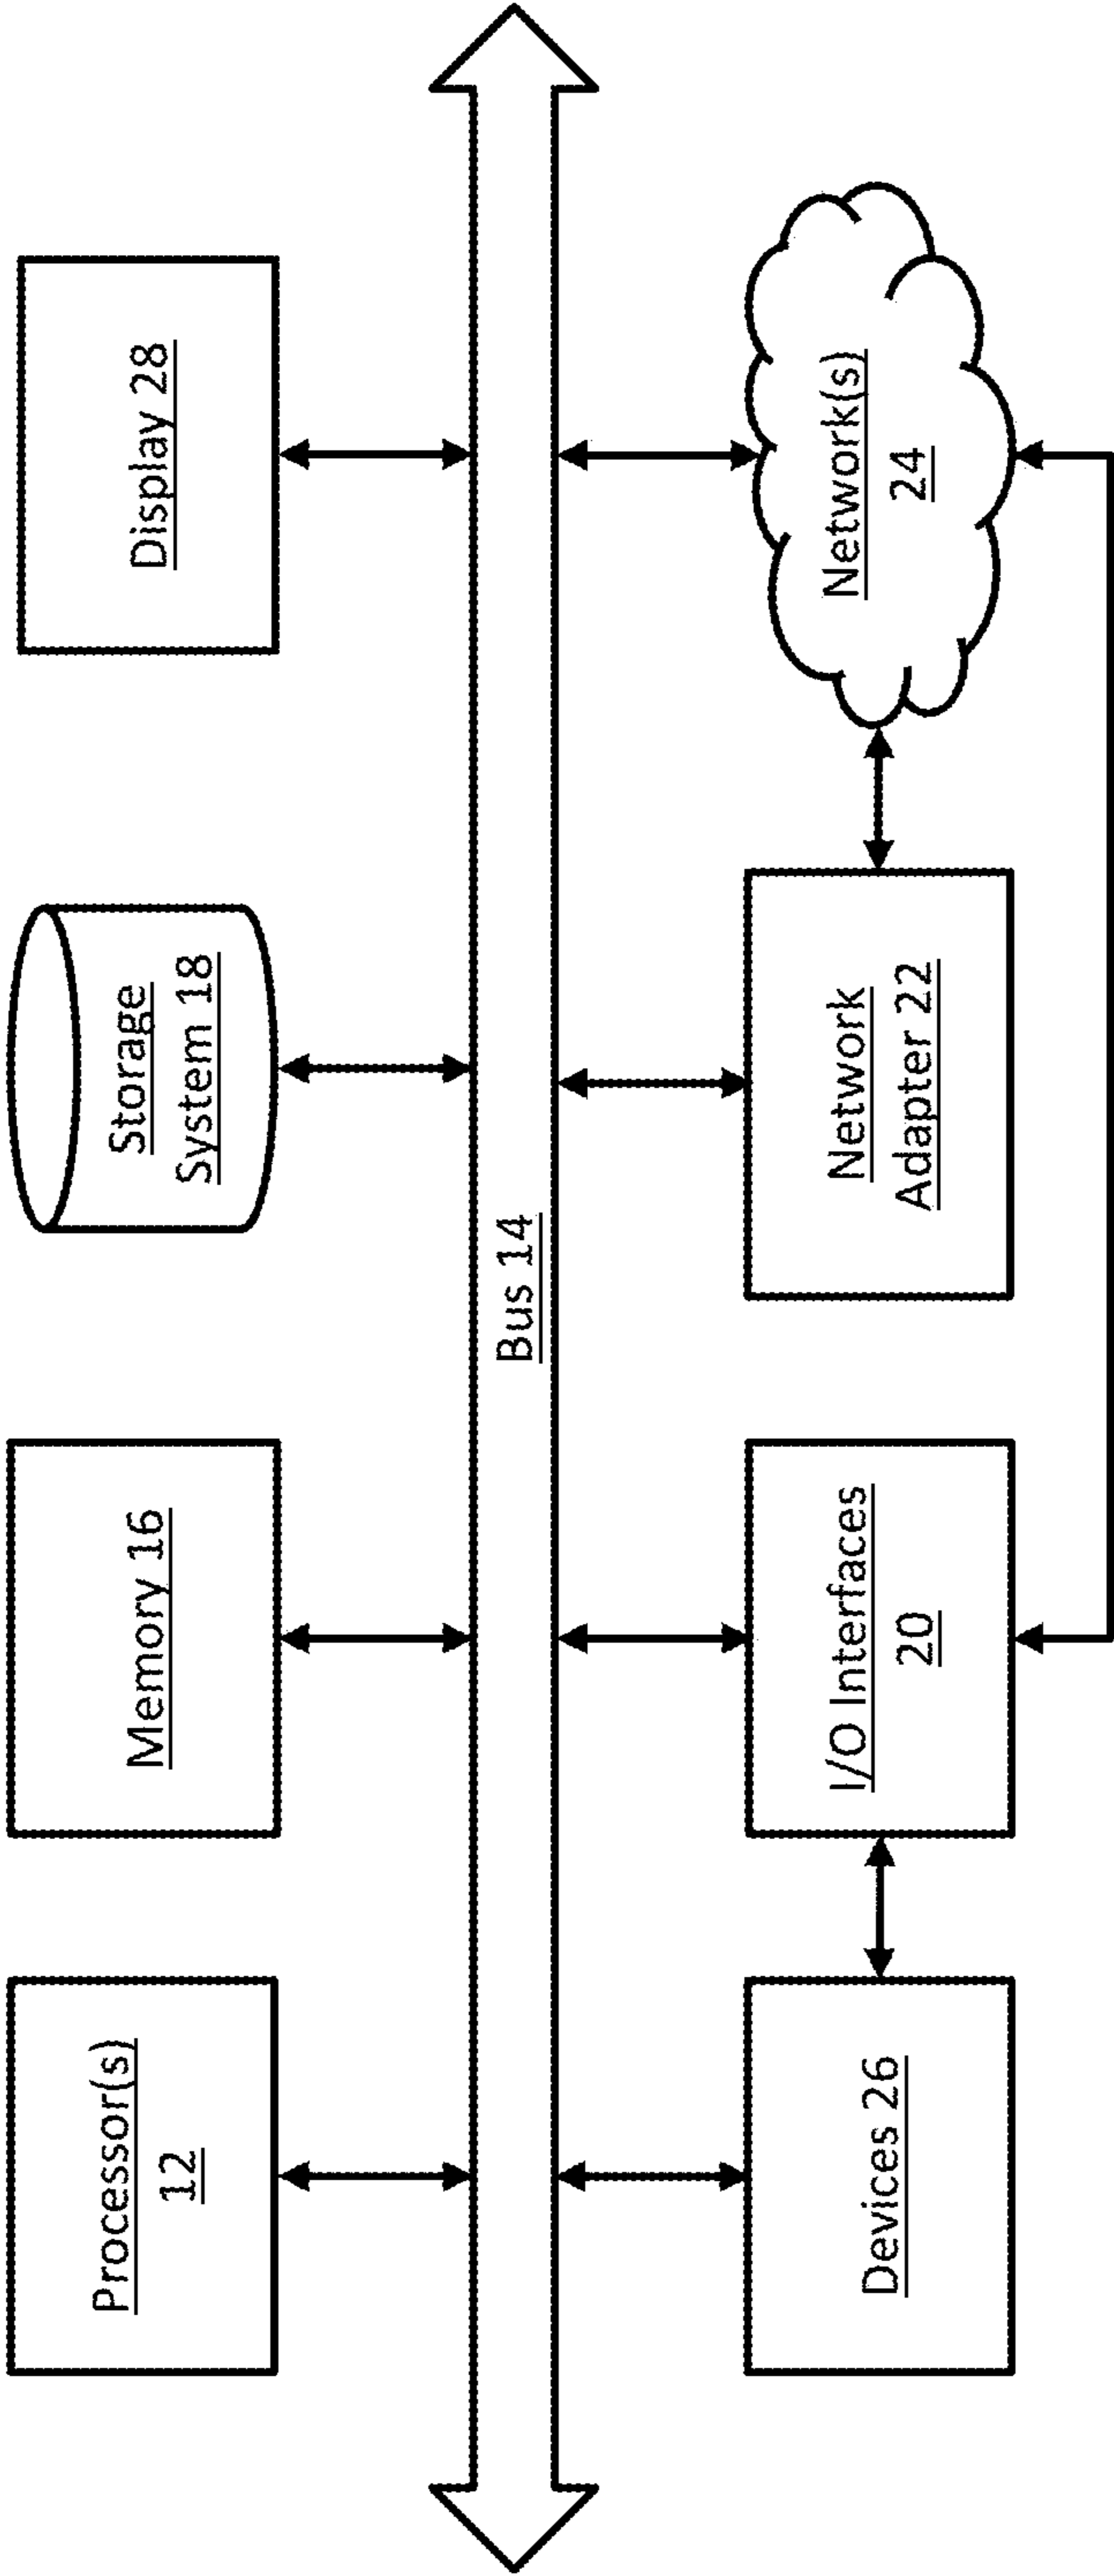 Processor(s)
12
Memory 16
Storage
System 18
Display 28
Bus 14
Devices 26
I/O Interfaces
20
Network
Adapter 22
Network(s)
24